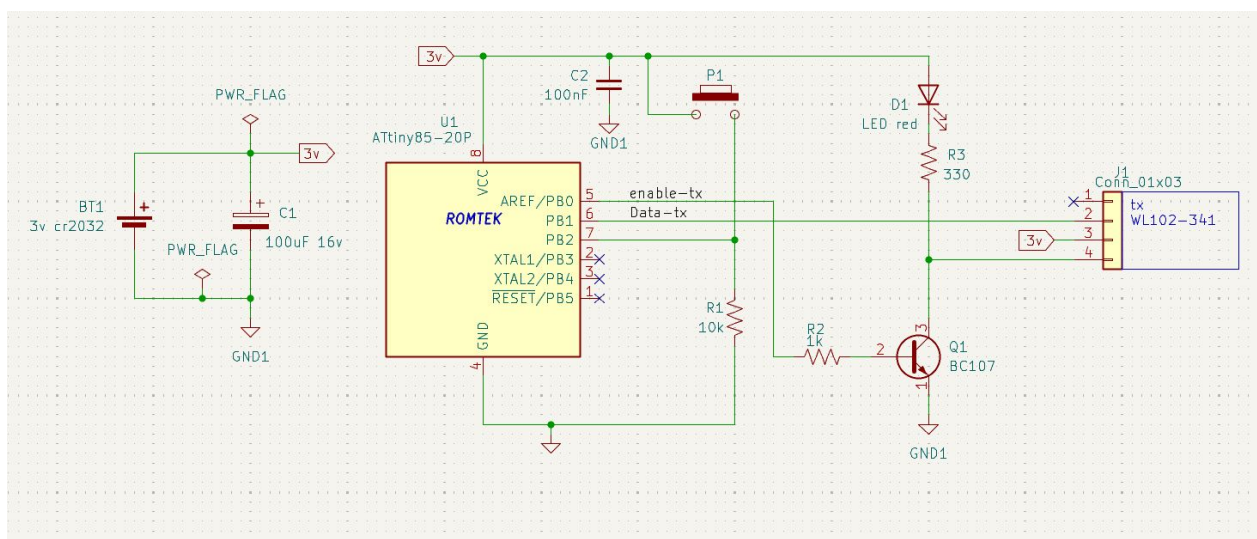 PWR_FLAG
3v
BT1
3v cr2032
C1
100uF 16v
PWR_FLAG
GND1
3v
C2
100nF
GND1
P1
D1
LED red
R3
330
U1
ATtiny85-20P
8
VCC
ROMTEK
AREF/PB0
5
enable-tx
PB1
6
Data-tx
PB2
7
XTAL1/PB3
2
XTAL2/PB4
3
RESET/PB5
1
GND
4
R1
10k
R2
1k
2
3
Q1
BC107
1
GND1
J1
Conn_01x03
1
tx
2
WL102-341
3v
3
4